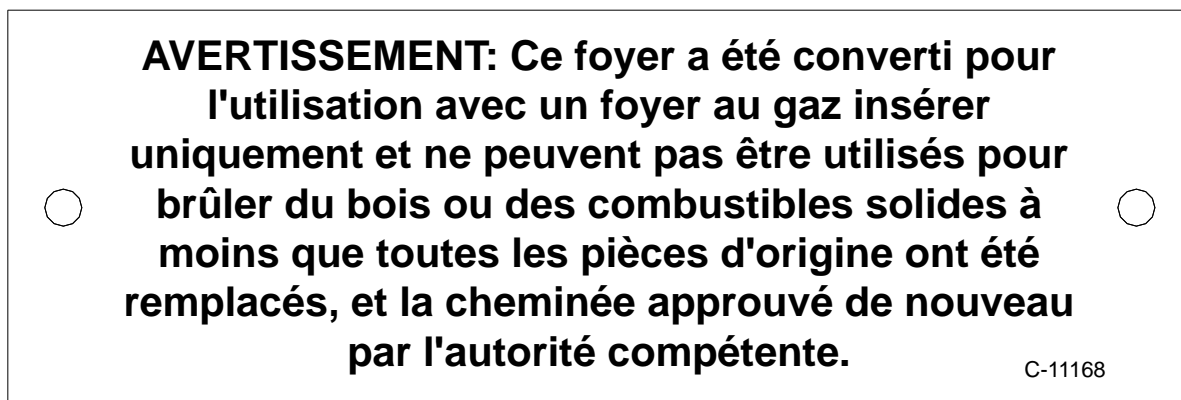 AVERTISSEMENT: Ce foyer a été converti pour
l'utilisation avec un foyer au gaz insérer
uniquement et ne peuvent pas être utilisés pour
brûler du bois ou des combustibles solides à
moins que toutes les pièces d'origine ont été
remplacés, et la cheminée approuvé de nouveau
par l'autorité compétente.
C-11168